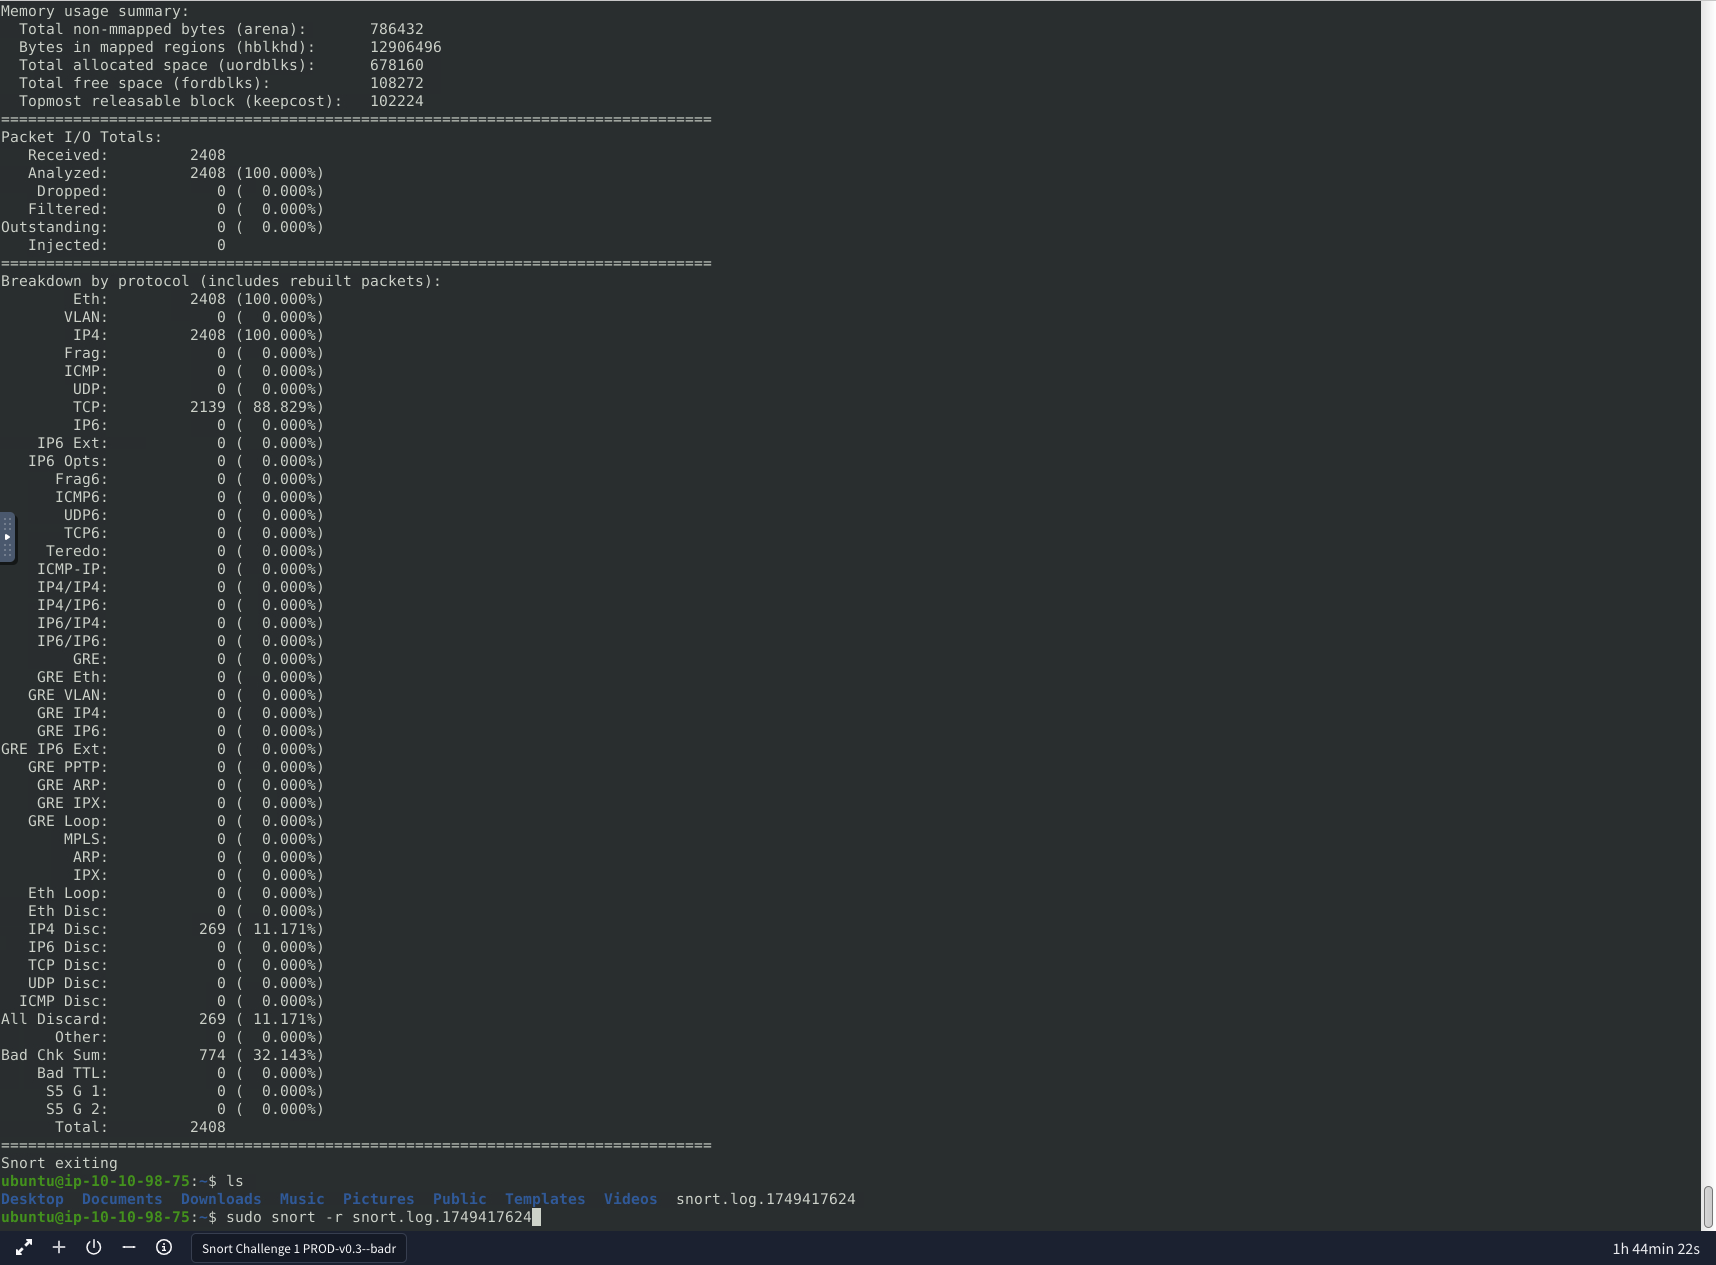 Memory usage summary:
  Total non-mmapped bytes (arena):       786432
  Bytes in mapped regions (hblkhd):      12906496
  Total allocated space (uordblks):      678160
  Total free space (fordblks):           108272
  Topmost releasable block (keepcost):   102224
===============================================================================
Packet I/O Totals:
   Received:         2408
   Analyzed:         2408 (100.000%)
    Dropped:            0 (  0.000%)
   Filtered:            0 (  0.000%)
Outstanding:            0 (  0.000%)
   Injected:            0
===============================================================================
Breakdown by protocol (includes rebuilt packets):
        Eth:         2408 (100.000%)
       VLAN:            0 (  0.000%)
        IP4:         2408 (100.000%)
       Frag:            0 (  0.000%)
       ICMP:            0 (  0.000%)
        UDP:            0 (  0.000%)
        TCP:         2139 ( 88.829%)
        IP6:            0 (  0.000%)
    IP6 Ext:            0 (  0.000%)
   IP6 Opts:            0 (  0.000%)
      Frag6:            0 (  0.000%)
      ICMP6:            0 (  0.000%)
       UDP6:            0 (  0.000%)
       TCP6:            0 (  0.000%)
     Teredo:            0 (  0.000%)
    ICMP-IP:            0 (  0.000%)
    IP4/IP4:            0 (  0.000%)
    IP4/IP6:            0 (  0.000%)
    IP6/IP4:            0 (  0.000%)
    IP6/IP6:            0 (  0.000%)
        GRE:            0 (  0.000%)
    GRE Eth:            0 (  0.000%)
   GRE VLAN:            0 (  0.000%)
    GRE IP4:            0 (  0.000%)
    GRE IP6:            0 (  0.000%)
GRE IP6 Ext:            0 (  0.000%)
   GRE PPTP:            0 (  0.000%)
    GRE ARP:            0 (  0.000%)
    GRE IPX:            0 (  0.000%)
   GRE Loop:            0 (  0.000%)
       MPLS:            0 (  0.000%)
        ARP:            0 (  0.000%)
        IPX:            0 (  0.000%)
   Eth Loop:            0 (  0.000%)
   Eth Disc:            0 (  0.000%)
   IP4 Disc:          269 ( 11.171%)
   IP6 Disc:            0 (  0.000%)
   TCP Disc:            0 (  0.000%)
   UDP Disc:            0 (  0.000%)
  ICMP Disc:            0 (  0.000%)
All Discard:          269 ( 11.171%)
      Other:            0 (  0.000%)
Bad Chk Sum:          774 ( 32.143%)
    Bad TTL:            0 (  0.000%)
     S5 G 1:            0 (  0.000%)
     S5 G 2:            0 (  0.000%)
      Total:         2408
===============================================================================
Snort exiting
ubuntu@ip-10-10-98-75:~$ ls
Desktop  Documents  Downloads  Music  Pictures  Public  Templates  Videos  snort.log.1749417624
ubuntu@ip-10-10-98-75:~$ sudo snort -r snort.log.1749417624
Snort Challenge 1 PROD-v0.3--badr
1h 44min 22s